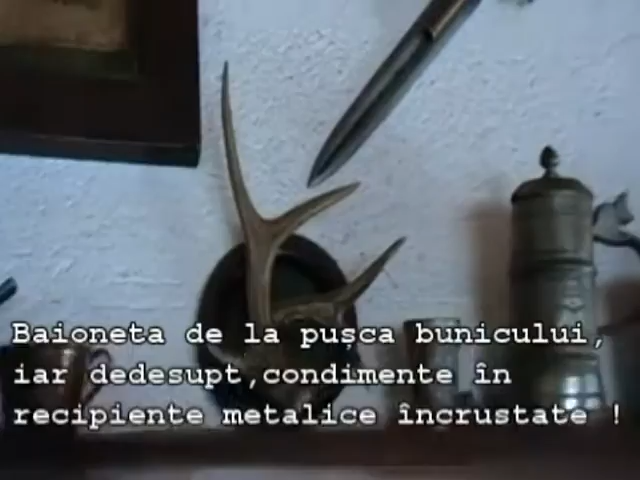 Baioneta de la pușca bunicului,
iar dedesupt,condimente în
recipiente metalice încrustate !